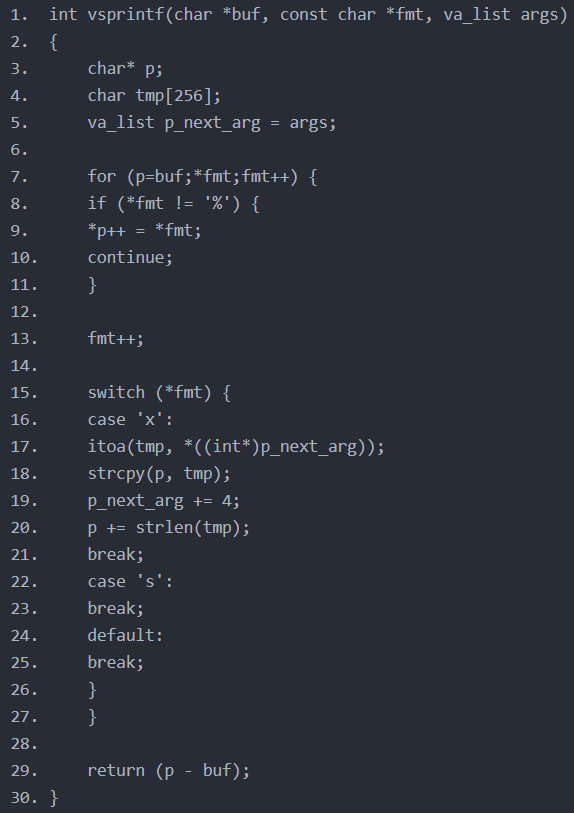 1. int vsprintf(char *buf, const char *fmt, va_list args)
2. {
3.     char* p;
4.     char tmp[256];
5.     va_list p_next_arg = args;
6.
7.     for (p=buf;*fmt;fmt++) {
8.     if (*fmt != '%') {
9.     *p++ = *fmt;
10.     continue;
11.     }
12.
13.     fmt++;
14.
15.     switch (*fmt) {
16.     case 'x':
17.     itoa(tmp, *((int*)p_next_arg));
18.     strcpy(p, tmp);
19.     p_next_arg += 4;
20.     p += strlen(tmp);
21.     break;
22.     case 's':
23.     break;
24.     default:
25.     break;
26.     }
27.     }
28.
29.     return (p - buf);
30. }